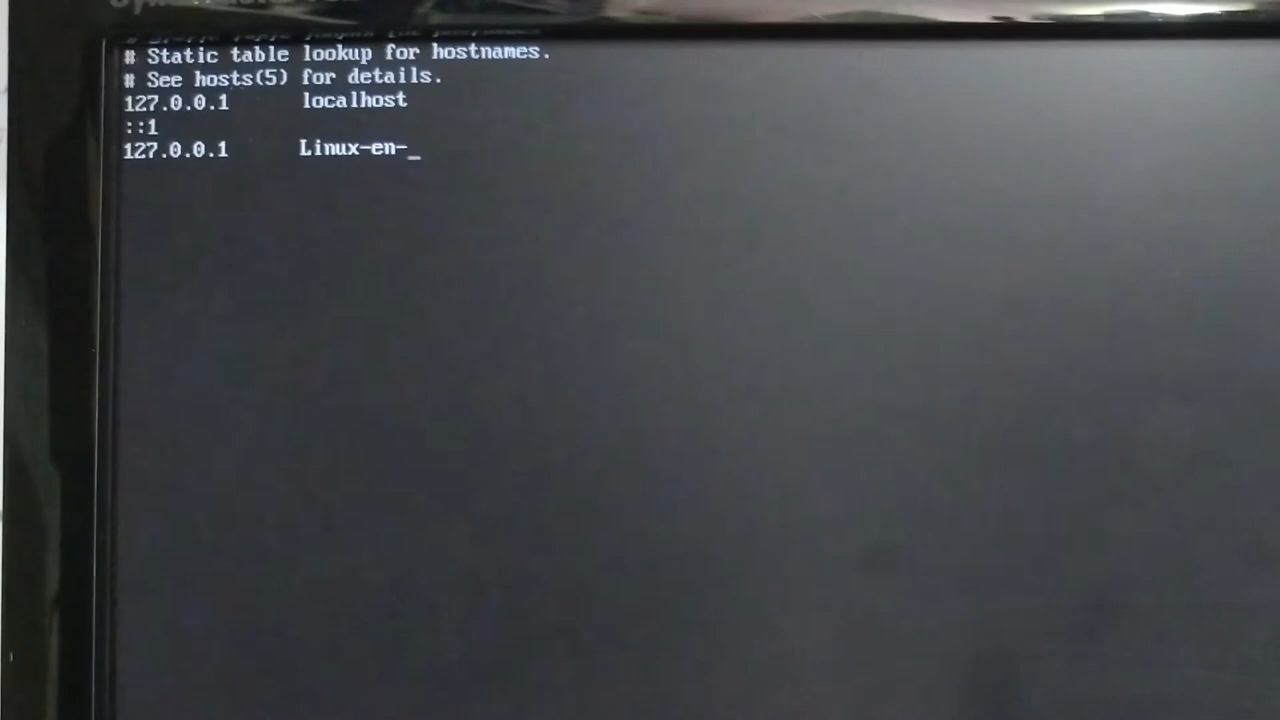 # Static table lookup for hostnames.
# See hosts(5) for details.
127.0.0.1 localhost
::1
127.0.0.1 Linux-en-_